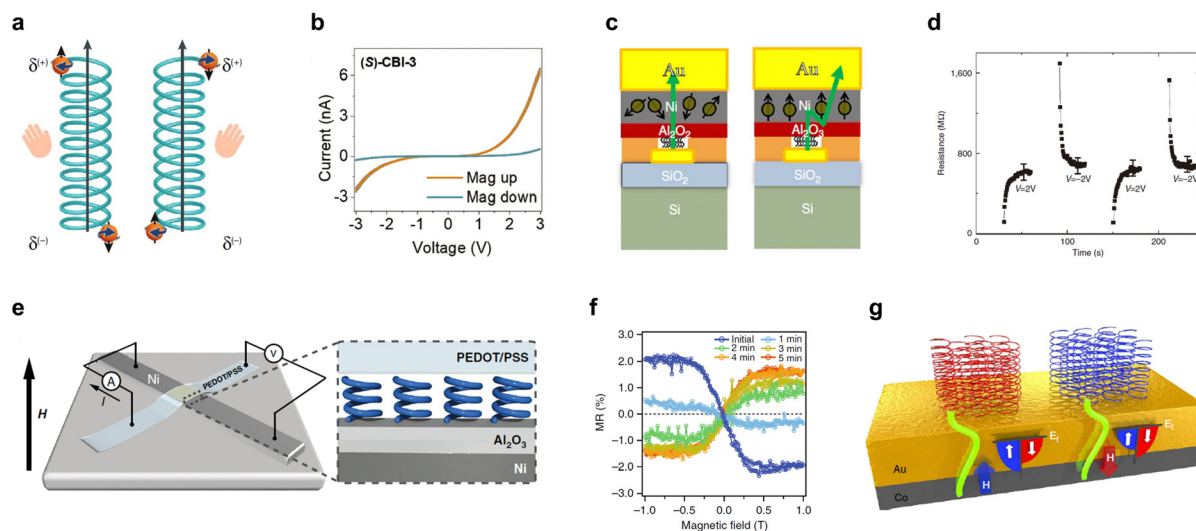 a
δ(+)
δ(+)
δ(-)
δ(-)
b
(S)-CBI-3
Current (nA)
6
3
0
-3
Mag up
Mag down
-3 -2 -1 0 1 2 3
Voltage (V)
c
Au
Au
Ni
Ni
Al2O2
Al2O3
SiO2
SiO2
Si
Si
d
Resistance (MΩ)
1,600
800
0
V=2V
V=-2V
V=2V
V=-2V
0 100 200
Time (s)
e
H
A
I
Ni
PEDOT/PSS
V
PEDOT/PSS
Al2O3
Ni
f
MR (%)
3.0
2.0
1.0
0.0
-1.0
-2.0
-3.0
Initial 1 min
2 min 3 min
4 min 5 min
-1.0 -0.5 0.0 0.5 1.0
Magnetic field (T)
g
Ef
Ef
Au
H
H
Co